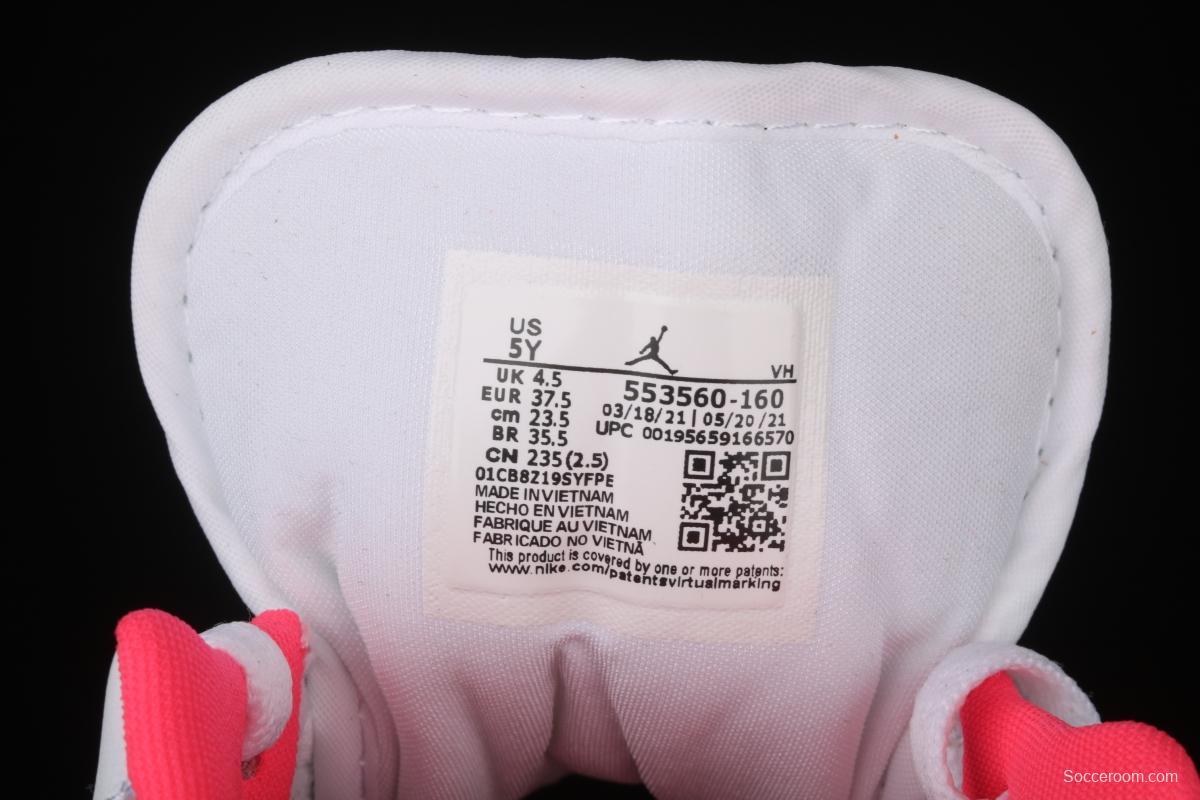 US
5Y
VH
UK 4.5
EUR 37.5
cm 23.5
BR 35.5
CN 235 (2.5)
553560-160
03/18/21 | 05/20/21
UPC 00195659166570
01CB8Z19SYFPE
MADE IN VIETNAM
HECHO EN VIETNAM
FABRIQUE AU VIETNAM
FABRICADO NO VIETNÃ
This product is covered by one or more patents:
www.nike.com/patentsvirtualmarking
Socceroom.com